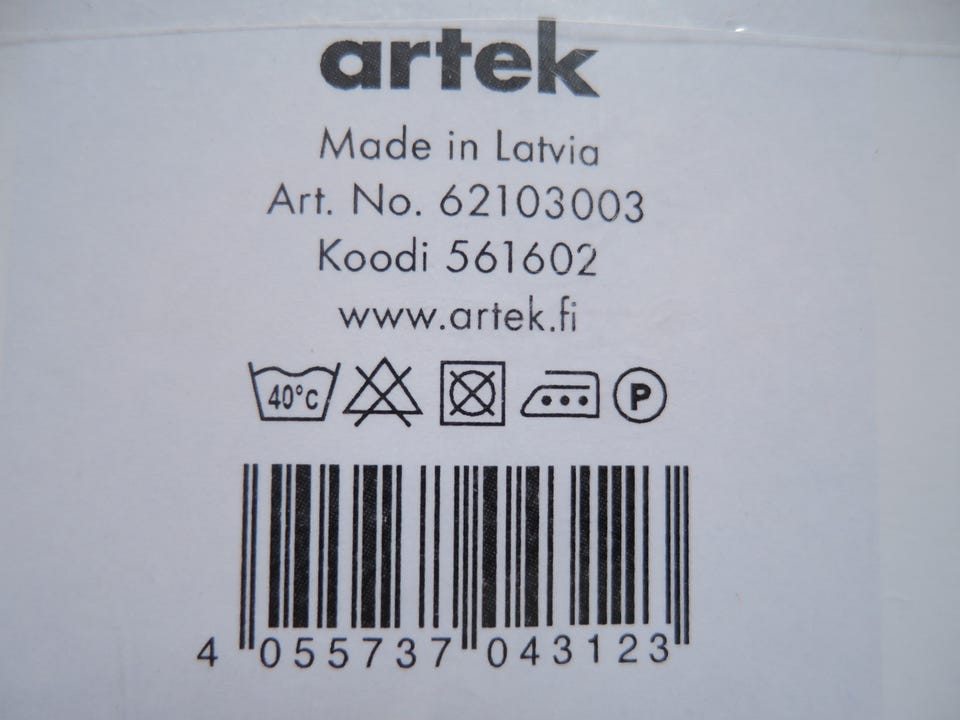 artek
Made in Latvia
Art. No. 62103003
Koodi 561602
www.artek.fi
40°c P
4 055737 043123